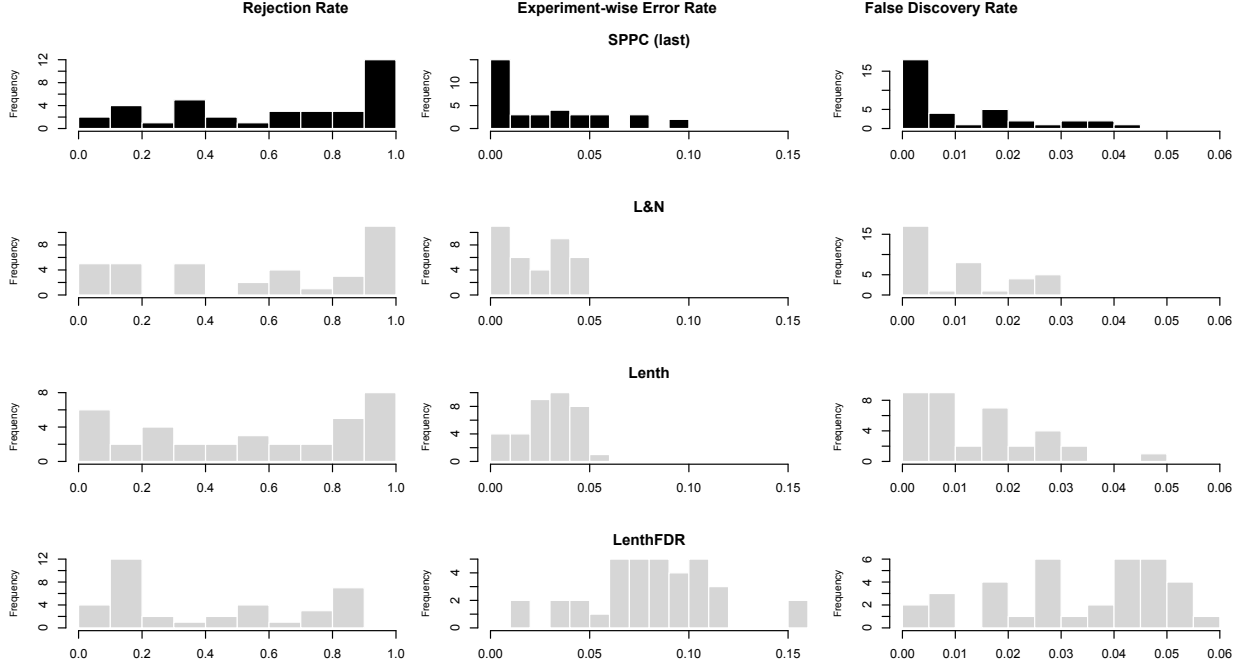 Rejection Rate Experiment-wise Error Rate False Discovery Rate
SPPC (last)
Frequency 0 4 8 12 0.0 0.2 0.4 0.6 0.8 1.0
Frequency 0 5 10 0.00 0.05 0.10 0.15
Frequency 0 5 15 0.00 0.01 0.02 0.03 0.04 0.05 0.06
L&N
Frequency 0 4 8 0.0 0.2 0.4 0.6 0.8 1.0
Frequency 0 4 8 0.00 0.05 0.10 0.15
Frequency 0 5 15 0.00 0.01 0.02 0.03 0.04 0.05 0.06
Lenth
Frequency 0 4 8 0.0 0.2 0.4 0.6 0.8 1.0
Frequency 0 4 8 0.00 0.05 0.10 0.15
Frequency 0 4 8 0.00 0.01 0.02 0.03 0.04 0.05 0.06
LenthFDR
Frequency 0 4 8 12 0.0 0.2 0.4 0.6 0.8 1.0
Frequency 0 2 4 0.00 0.05 0.10 0.15
Frequency 0 2 4 6 0.00 0.01 0.02 0.03 0.04 0.05 0.06